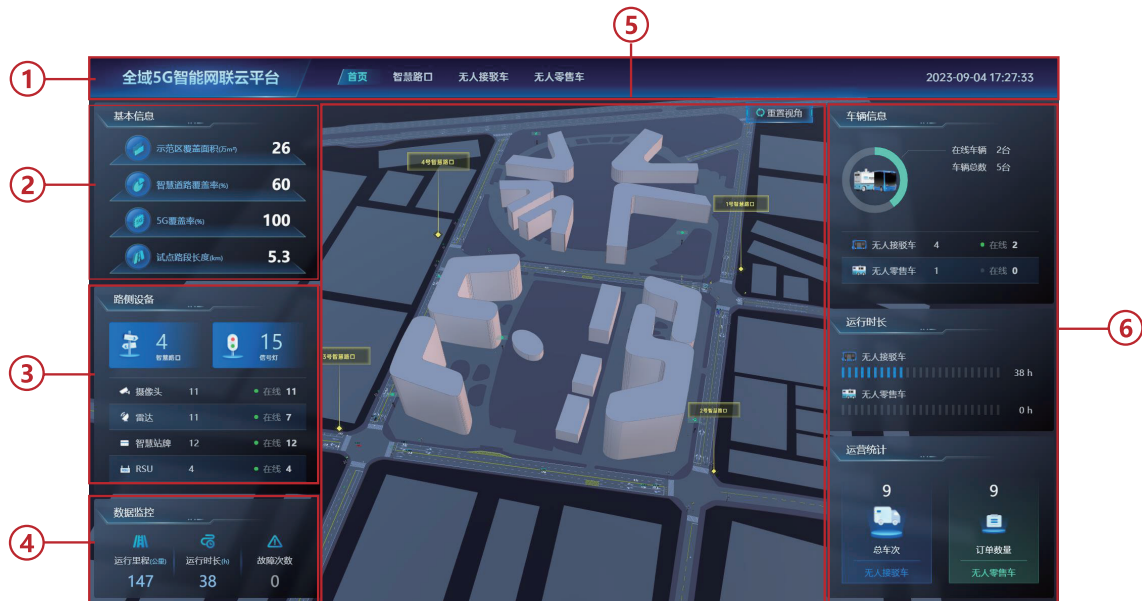 ⑤
①
全域5G智能网联云平台
首页 智慧路口 无人接驳车 无人零售车
2023-09-04 17:27:33
②
基本信息
示范区覆盖面积(万m²) 26
智慧道路覆盖率(%) 60
5G覆盖率(%) 100
试点路段长度(km) 5.3
③
路侧设备
4 智慧路口
15 信号灯
摄像头 11 在线 11
雷达 11 在线 7
智慧站牌 12 在线 12
RSU 4 在线 4
④
数据监控
运行里程(公里) 运行时长(h) 故障次数
147 38 0
重置视角
4号智慧路口
1号智慧路口
3号智慧路口
2号智慧路口
⑥
车辆信息
在线车辆 2台
车辆总数 5台
无人接驳车 4 在线 2
无人零售车 1 在线 0
运行时长
无人接驳车
38 h
无人零售车
0 h
运营统计
9 9
总车次 订单数量
无人接驳车 无人零售车